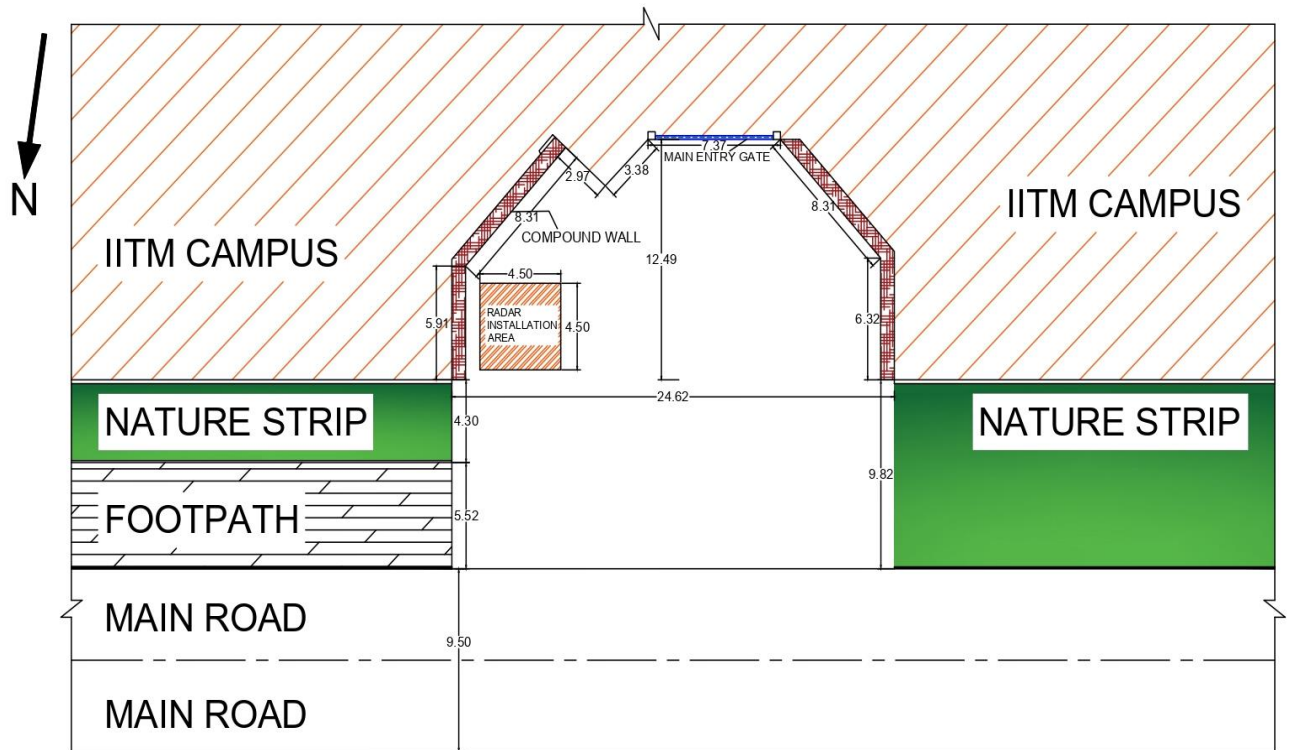 7.37
MAIN ENTRY GATE
2.97
3.38
N
IITM CAMPUS
8.31
COMPOUND WALL
8.31
IITM CAMPUS
12.49
4.50
5.91
RADAR
INSTALLATION
AREA
4.50
6.32
24.62
NATURE STRIP
4.30
NATURE STRIP
9.82
FOOTPATH
5.52
MAIN ROAD
9.50
MAIN ROAD